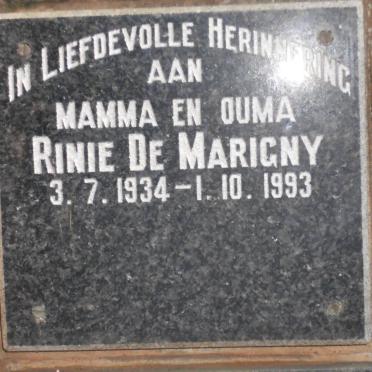 IN LIEFDEVOLLE HERINNERING
AAN
MAMMA EN OUMA
RINIE DE MARIGNY
3. 7. 1934 – 1. 10. 1993